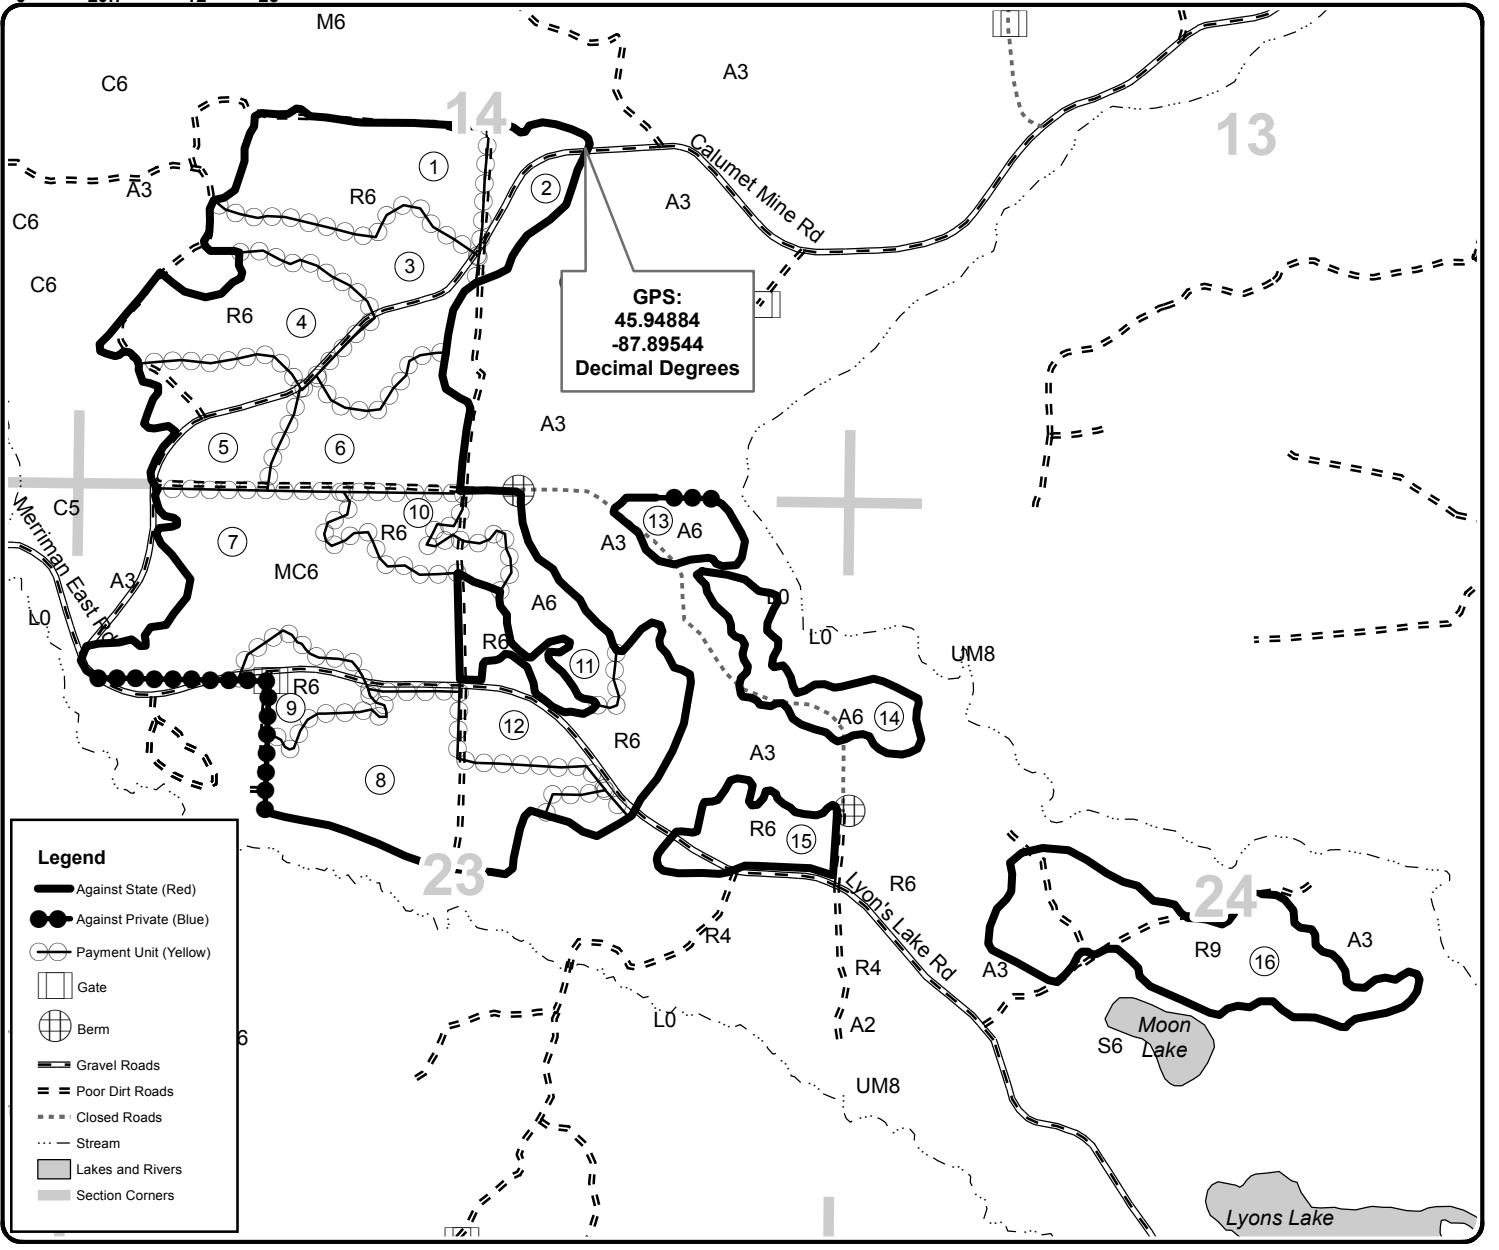 M6
C6
A3
14
13
1
Calumet Mine Rd
2
A3
R6
A3
C6
3
C6
R6
4
GPS:
45.94884
-87.89544
Decimal Degrees
A3
5
6
C5
Merriman East Rd
10
13
A6
R6
7
A3
MC6
A3
A6
L0
L0
L0
R6
UM8
11
R6
9
12
A6
14
R6
A3
8
R6
15
23
Lyon's Lake Rd
R6
24
R4
A3
R9
16
A3
R4
L0
A2
Moon
Lake
S6
6
UM8
Lyons Lake
Legend
Against State (Red)
Against Private (Blue)
Payment Unit (Yellow)
Gate
Berm
Gravel Roads
Poor Dirt Roads
Closed Roads
Stream
Lakes and Rivers
Section Corners